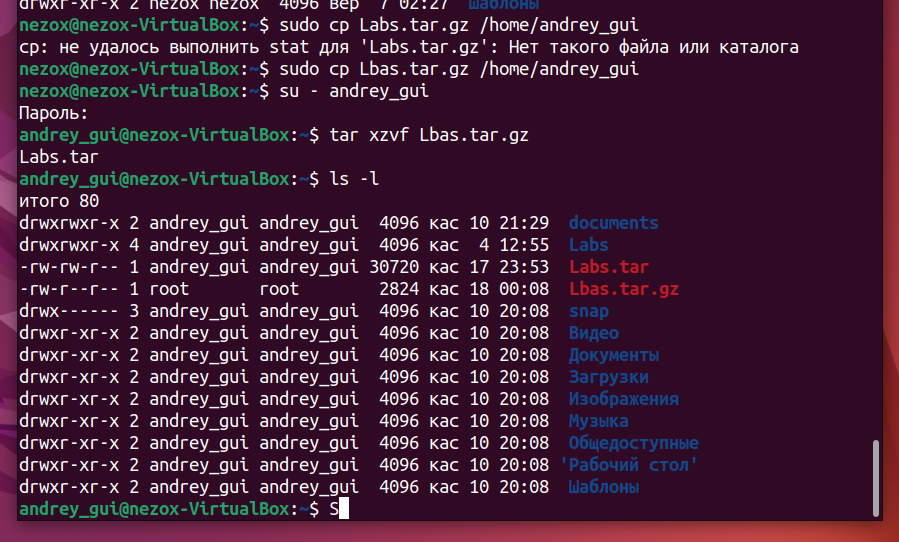 drwxr-xr-x 2 nezox nezox 4096 вер 7 02:27 Шаблоны
nezox@nezox-VirtualBox:~$ sudo cp Labs.tar.gz /home/andrey_gui
cp: не удалось выполнить stat для 'Labs.tar.gz': Нет такого файла или каталога
nezox@nezox-VirtualBox:~$ sudo cp Lbas.tar.gz /home/andrey_gui
nezox@nezox-VirtualBox:~$ su - andrey_gui
Пароль:
andrey_gui@nezox-VirtualBox:~$ tar xzvf Lbas.tar.gz
Labs.tar
andrey_gui@nezox-VirtualBox:~$ ls -l
итого 80
drwxrwxr-x 2 andrey_gui andrey_gui 4096 кас 10 21:29 documents
drwxrwxr-x 4 andrey_gui andrey_gui 4096 кас 4 12:55 Labs
-rw-rw-r-- 1 andrey_gui andrey_gui 30720 кас 17 23:53 Labs.tar
-rw-r--r-- 1 root root 2824 кас 18 00:08 Lbas.tar.gz
drwx------ 3 andrey_gui andrey_gui 4096 кас 10 20:08 snap
drwxr-xr-x 2 andrey_gui andrey_gui 4096 кас 10 20:08 Видео
drwxr-xr-x 2 andrey_gui andrey_gui 4096 кас 10 20:08 Документы
drwxr-xr-x 2 andrey_gui andrey_gui 4096 кас 10 20:08 Загрузки
drwxr-xr-x 2 andrey_gui andrey_gui 4096 кас 10 20:08 Изображения
drwxr-xr-x 2 andrey_gui andrey_gui 4096 кас 10 20:08 Музыка
drwxr-xr-x 2 andrey_gui andrey_gui 4096 кас 10 20:08 Общедоступные
drwxr-xr-x 2 andrey_gui andrey_gui 4096 кас 10 20:08 'Рабочий стол'
drwxr-xr-x 2 andrey_gui andrey_gui 4096 кас 10 20:08 Шаблоны
andrey_gui@nezox-VirtualBox:~$ S